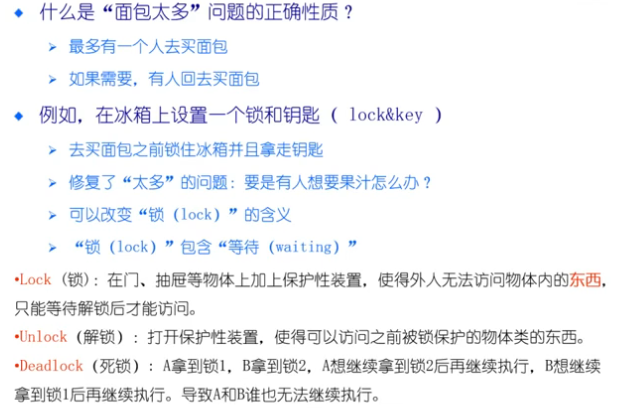 什么是“面包太多”问题的正确性质？
最多有一个人去买面包
如果需要，有人回去买面包
例如，在冰箱上设置一个锁和钥匙（ lock&key ）
去买面包之前锁住冰箱并且拿走钥匙
修复了“太多”的问题：要是有人想要果汁怎么办？
可以改变“锁（lock）”的含义
“锁（lock）”包含“等待（waiting）”
•Lock（锁）：在门、抽屉等物体上加上保护性装置，使得外人无法访问物体内的东西，
只能等待解锁后才能访问。
•Unlock（解锁）：打开保护性装置，使得可以访问之前被锁保护的物体类的东西。
•Deadlock（死锁）：A拿到锁1，B拿到锁2，A想继续拿到锁2后再继续执行，B想继续
拿到锁1后再继续执行。导致A和B谁也无法继续执行。